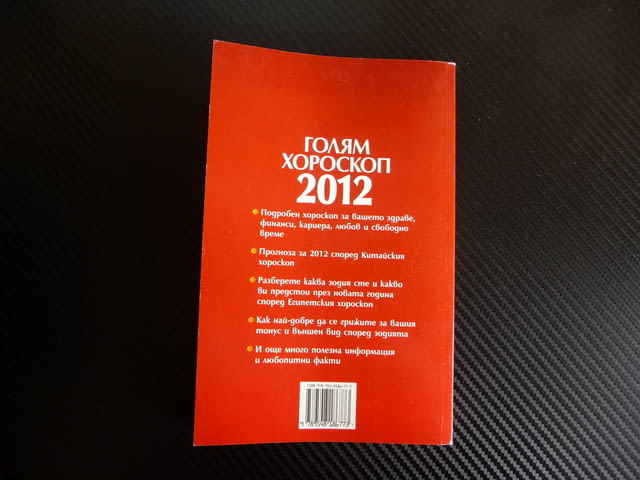 ГОЛЯМ
ХОРОСКОП
2012
Подробен хороскоп за вашето здраве,
финанси, кариера, любов и свободно
време
Прогноза за 2012 според Китайския
хороскоп
Разберете каква зодия сте и какво
ви предстои през новата година
според Египетския хороскоп
Как най-добре да се грижите за вашия
тонус и външен вид според зодията
И още много полезна информация
и любопитни факти